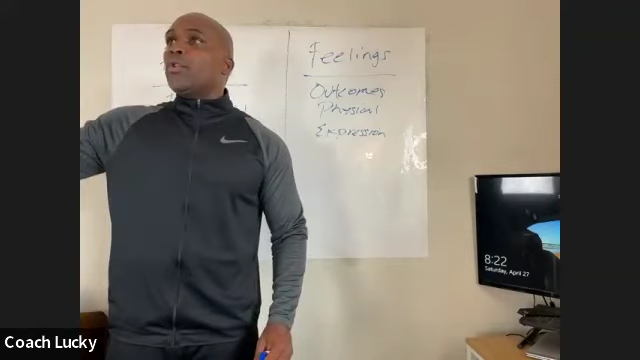 Feelings
Outcomes
Physical
Expression
8:22
Saturday, April 27
Coach Lucky